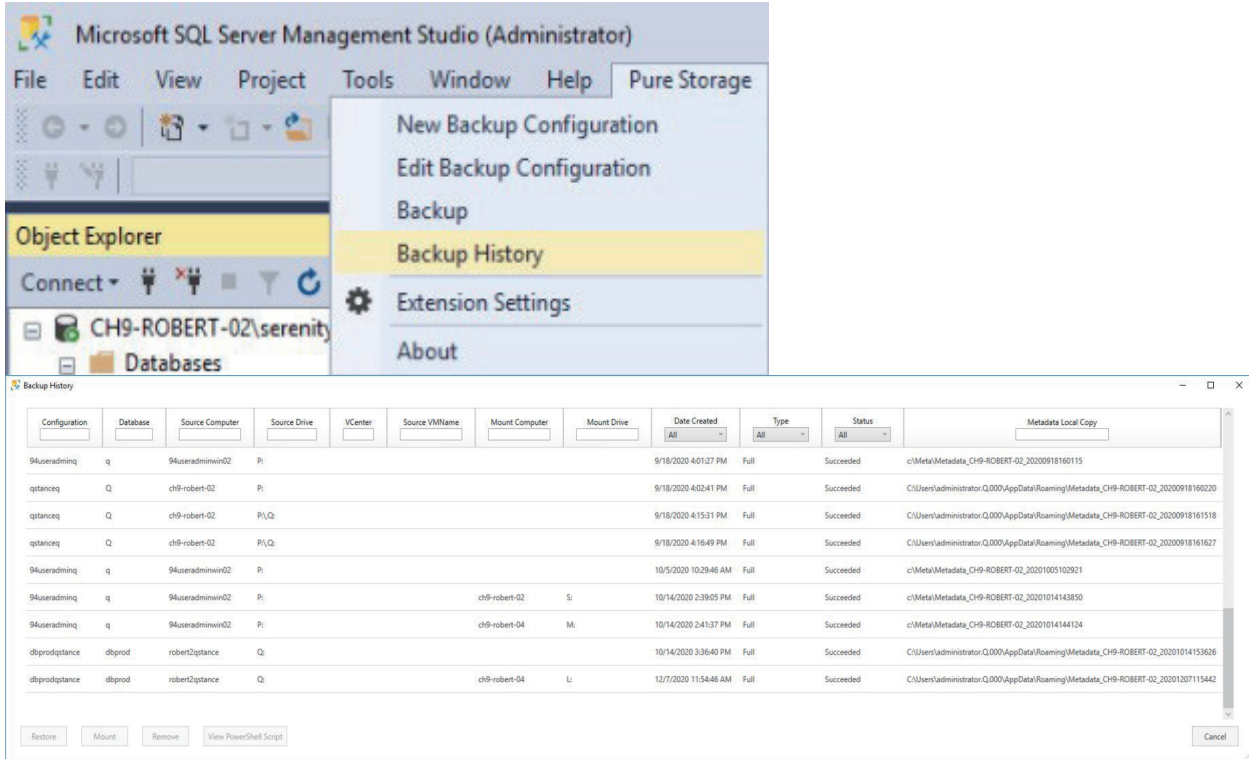 Microsoft SQL Server Management Studio (Administrator)
File Edit View Project Tools Window Help Pure Storage
New Backup Configuration
Edit Backup Configuration
Backup
Object Explorer
Backup History
Connect
Extension Settings
CH9-ROBERT-02\serenity
About
Databases
Backup History
Configuration Database Source Computer Source Drive VCenter Source VMName Mount Computer Mount Drive Date Created Type Status Metadata Local Copy
All All All
94useradminq q 94useradminwin02 P: 9/18/2020 4:01:27 PM Full Succeeded c:\Meta\Metadata_CH9-ROBERT-02_20200918160115
qstanceq Q ch9-robert-02 P: 9/18/2020 4:02:41 PM Full Succeeded C:\Users\administrator.Q.000\AppData\Roaming\Metadata_CH9-ROBERT-02_20200918160220
qstanceq Q ch9-robert-02 P:\,Q: 9/18/2020 4:15:31 PM Full Succeeded C:\Users\administrator.Q.000\AppData\Roaming\Metadata_CH9-ROBERT-02_20200918161518
qstanceq Q ch9-robert-02 P:\,Q: 9/18/2020 4:16:49 PM Full Succeeded C:\Users\administrator.Q.000\AppData\Roaming\Metadata_CH9-ROBERT-02_20200918161627
94useradminq q 94useradminwin02 P: 10/5/2020 10:29:46 AM Full Succeeded c:\Meta\Metadata_CH9-ROBERT-02_20201005102921
94useradminq q 94useradminwin02 P: ch9-robert-02 S: 10/14/2020 2:39:05 PM Full Succeeded c:\Meta\Metadata_CH9-ROBERT-02_20201014143850
94useradminq q 94useradminwin02 P: ch9-robert-04 M: 10/14/2020 2:41:37 PM Full Succeeded c:\Meta\Metadata_CH9-ROBERT-02_20201014144124
dbprodqstance dbprod robert2qstance Q: 10/14/2020 3:36:40 PM Full Succeeded C:\Users\administrator.Q.000\AppData\Roaming\Metadata_CH9-ROBERT-02_20201014153626
dbprodqstance dbprod robert2qstance Q: ch9-robert-04 L: 12/7/2020 11:54:46 AM Full Succeeded C:\Users\administrator.Q.000\AppData\Roaming\Metadata_CH9-ROBERT-02_20201207115442
Restore Mount Remove View PowerShell Script Cancel